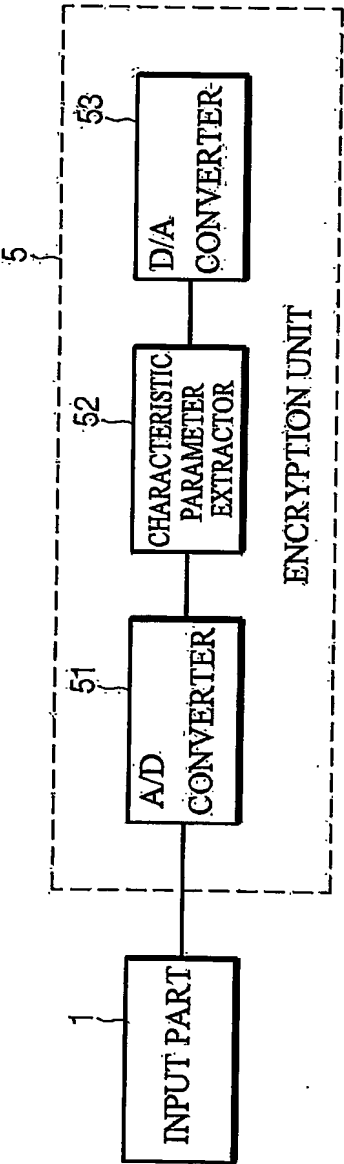 5
1
INPUT PART
51
A/D
CONVERTER
52
CHARACTERISTIC
PARAMETER
EXTRACTOR
53
D/A
CONVERTER
ENCRYPTION UNIT